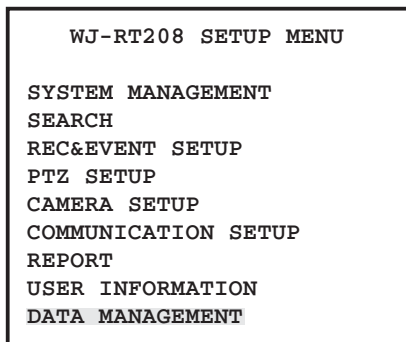 WJ-RT208 SETUP MENU
SYSTEM MANAGEMENT
SEARCH
REC&EVENT SETUP
PTZ SETUP
CAMERA SETUP
COMMUNICATION SETUP
REPORT
USER INFORMATION
DATA MANAGEMENT